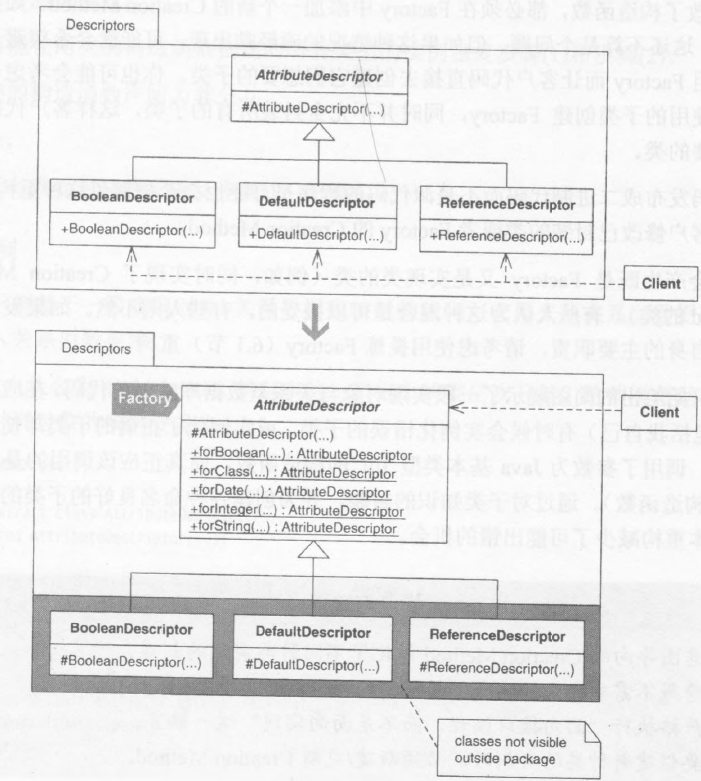 Descriptors
AttributeDescriptor
#AttributeDescriptor(...)
BooleanDescriptor
+BooleanDescriptor(...)
DefaultDescriptor
+DefaultDescriptor(...)
ReferenceDescriptor
+ReferenceDescriptor(...)
Client
Descriptors
Factory
AttributeDescriptor
#AttributeDescriptor(...)
+forBoolean(...) : AttributeDescriptor
+forClass(...) : AttributeDescriptor
+forDate(...) : AttributeDescriptor
+forInteger(...) : AttributeDescriptor
+forString(...) : AttributeDescriptor
Client
BooleanDescriptor
#BooleanDescriptor(...)
DefaultDescriptor
#DefaultDescriptor(...)
ReferenceDescriptor
#ReferenceDescriptor(...)
classes not visible
outside package